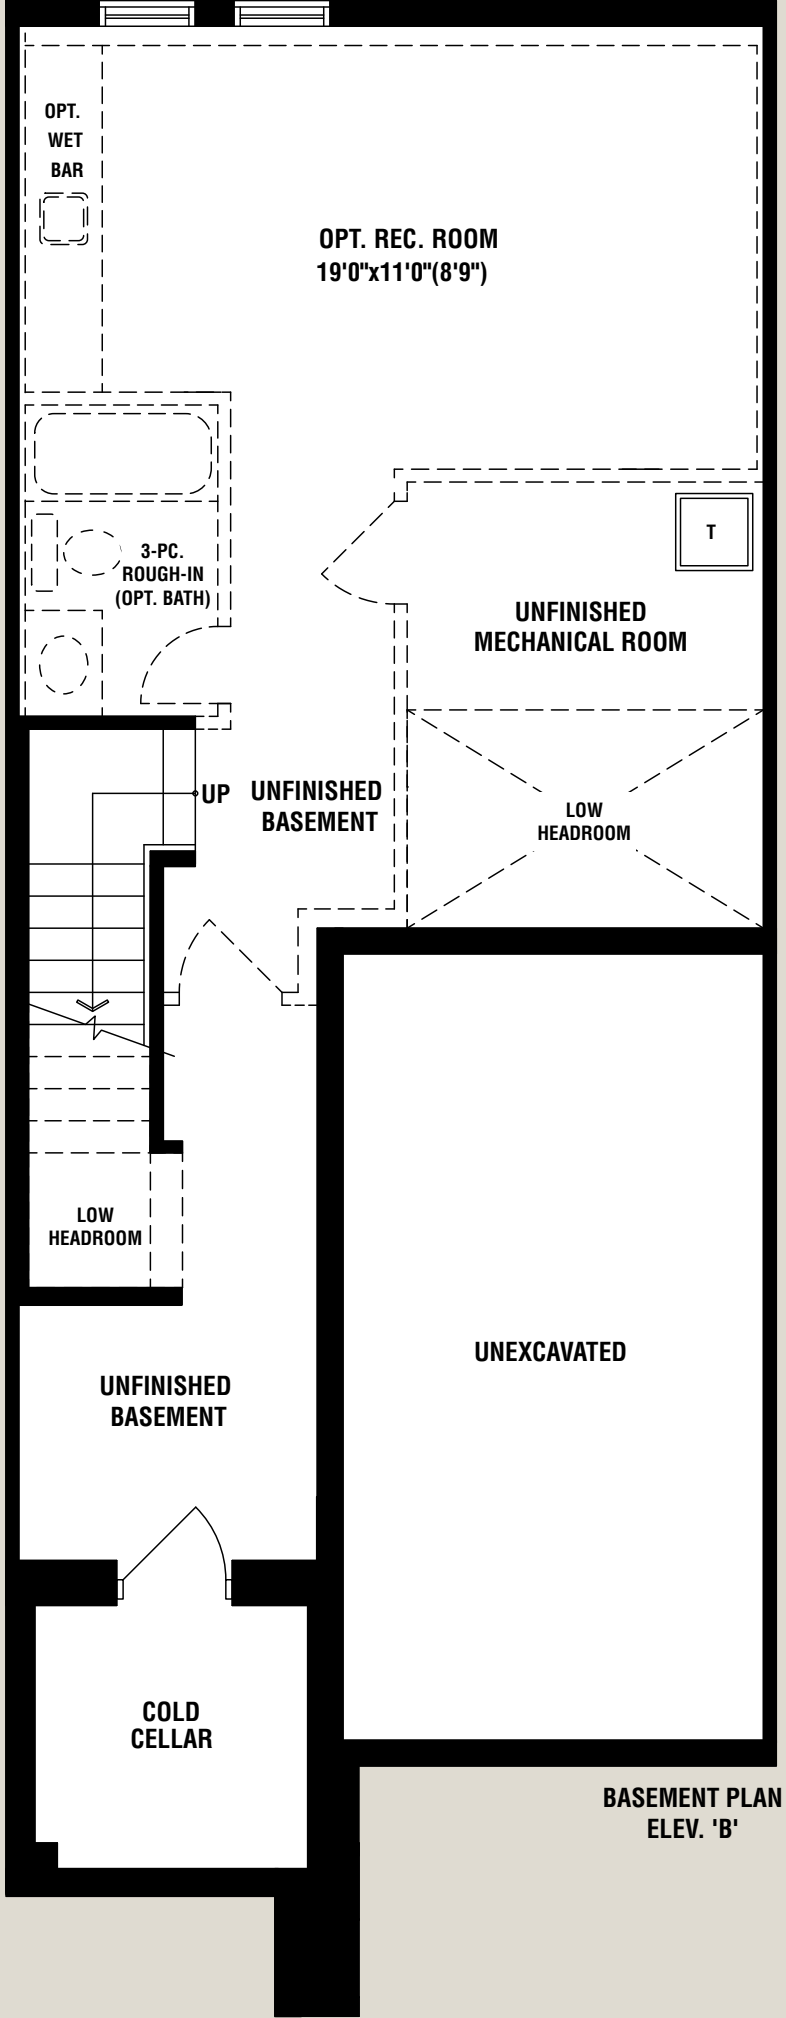 OPT.
WET
BAR
OPT. REC. ROOM
19'0"x11'0"(8'9")
T
3-PC.
ROUGH-IN
(OPT. BATH)
UNFINISHED
MECHANICAL ROOM
UP
UNFINISHED
BASEMENT
LOW
HEADROOM
LOW
HEADROOM
UNEXCAVATED
UNFINISHED
BASEMENT
COLD
CELLAR
BASEMENT PLAN
ELEV. 'B'